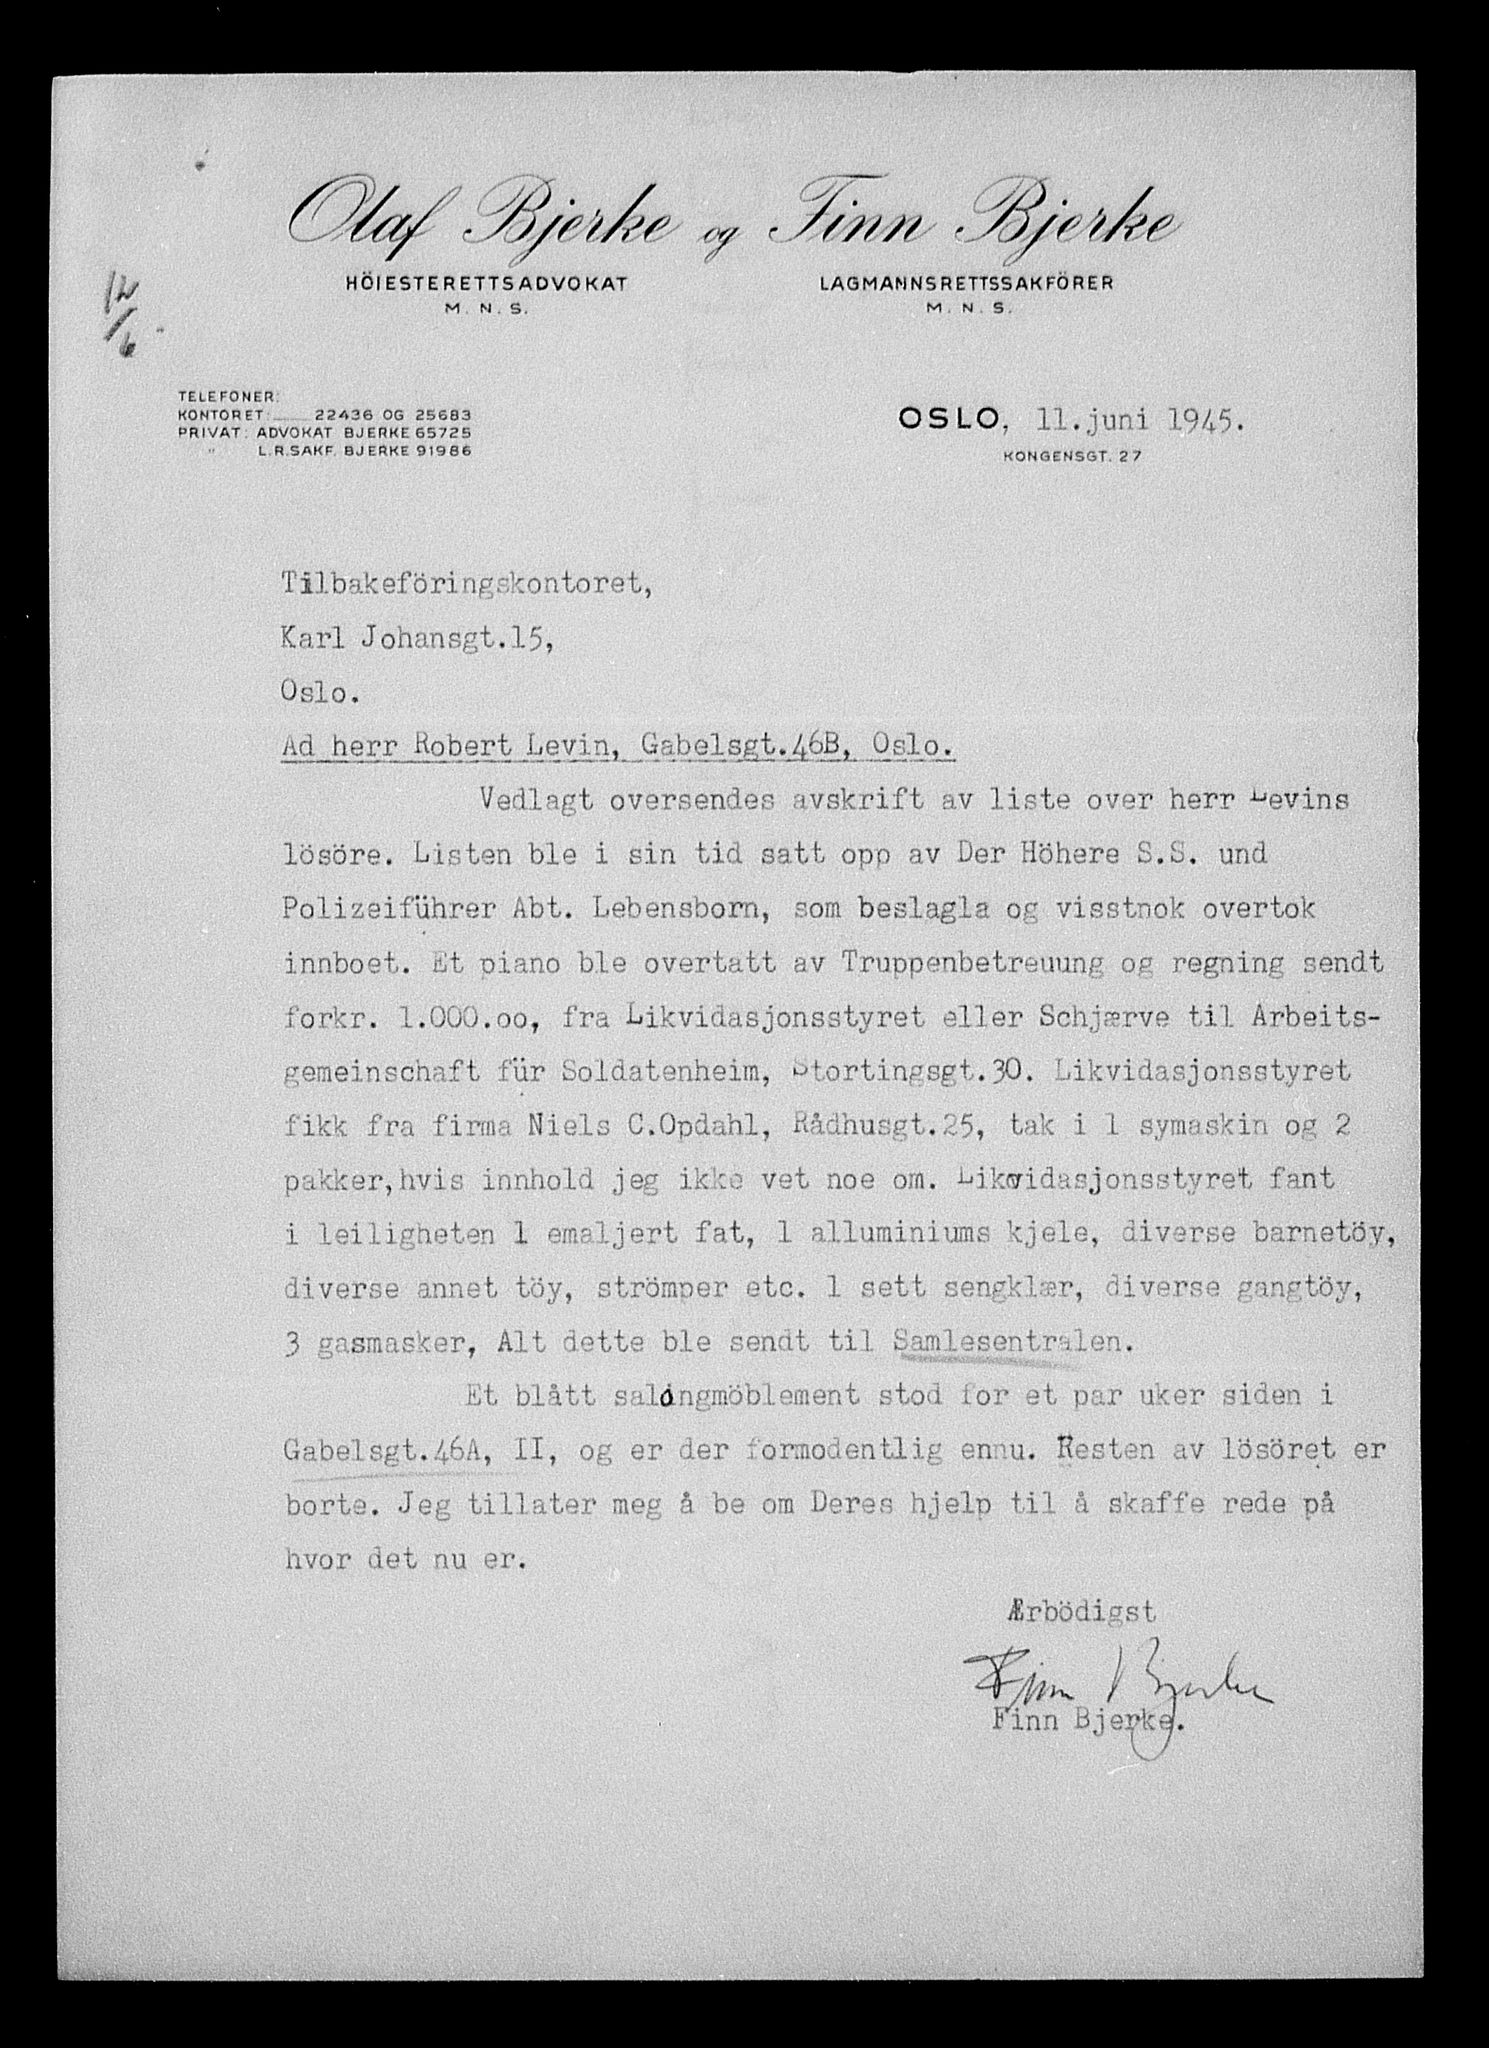 Olaf Bjerke og Finn Bjerke
HÖIESTERETTSADVOKAT LAGMANNSRETTSSAKFÖRER
M. N. S. M. N. S.
12/6
TELEFONER:
KONTORET: 22436 OG 25683
PRIVAT: ADVOKAT BJERKE 65725
" L.R.SAKF. BJERKE 91986
OSLO, 11.juni 1945.
KONGENSGT. 27
Tilbakeföringskontoret,
Karl Johansgt.15,
Oslo.
Ad herr Robert Levin, Gabelsgt.46B, Oslo.
Vedlagt oversendes avskrift av liste over herr Levins
lösöre. Listen ble i sin tid satt opp av Der Höhere S.S. und
Polizeiführer Abt. Lebensborn, som beslagla og visstnok overtok
innboet. Et piano ble overtatt av Truppenbetreuung og regning sendt
forkr. 1.000.oo, fra Likvidasjonsstyret eller Schjærve til Arbeits-
gemeinschaft für Soldatenheim, Stortingsgt.30. Likvidasjonsstyret
fikk fra firma Niels C.Opdahl, Rådhusgt.25, tak i 1 symaskin og 2
pakker,hvis innhold jeg ikke vet noe om. Likvidasjonsstyret fant
i leiligheten 1 emaljert fat, 1 alluminiums kjele, diverse barnetöy,
diverse annet töy, strömper etc. 1 sett sengklær, diverse gangtöy,
3 gasmasker, Alt dette ble sendt til Samlesentralen.
Et blått salongmöblement stod for et par uker siden i
Gabelsgt.46A, II, og er der formodentlig ennu. Resten av lösöret er
borte. Jeg tillater meg å be om Deres hjelp til å skaffe rede på
hvor det nu er.
Ærbödigst
Finn Bjerke
Finn Bjerke.